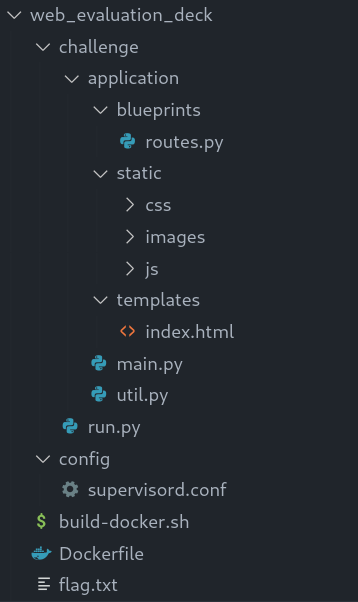 web_evaluation_deck
challenge
application
blueprints
routes.py
static
css
images
js
templates
index.html
main.py
util.py
run.py
config
supervisord.conf
build-docker.sh
Dockerfile
flag.txt